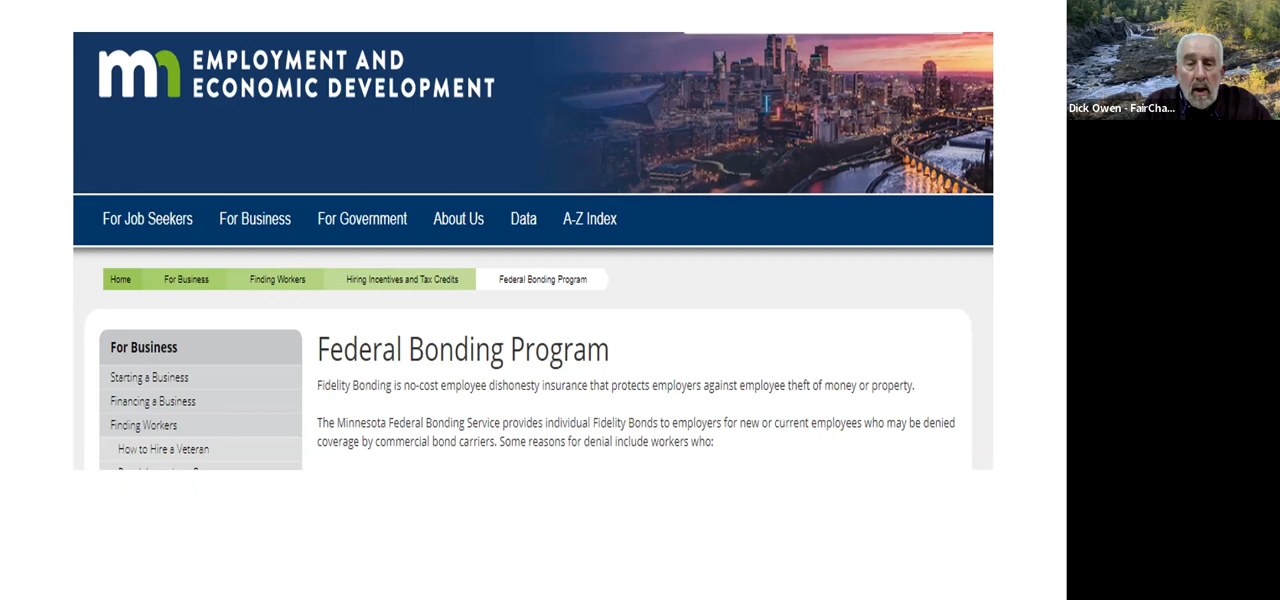 mn EMPLOYMENT AND
ECONOMIC DEVELOPMENT
For Job Seekers For Business For Government About Us Data A-Z Index
Home For Business Finding Workers Hiring Incentives and Tax Credits Federal Bonding Program
For Business
Starting a Business
Financing a Business
Finding Workers
How to Hire a Veteran
Federal Bonding Program
Fidelity Bonding is no-cost employee dishonesty insurance that protects employers against employee theft of money or property.
The Minnesota Federal Bonding Service provides individual Fidelity Bonds to employers for new or current employees who may be denied
coverage by commercial bond carriers. Some reasons for denial include workers who:
Dick Owen - FairCha...